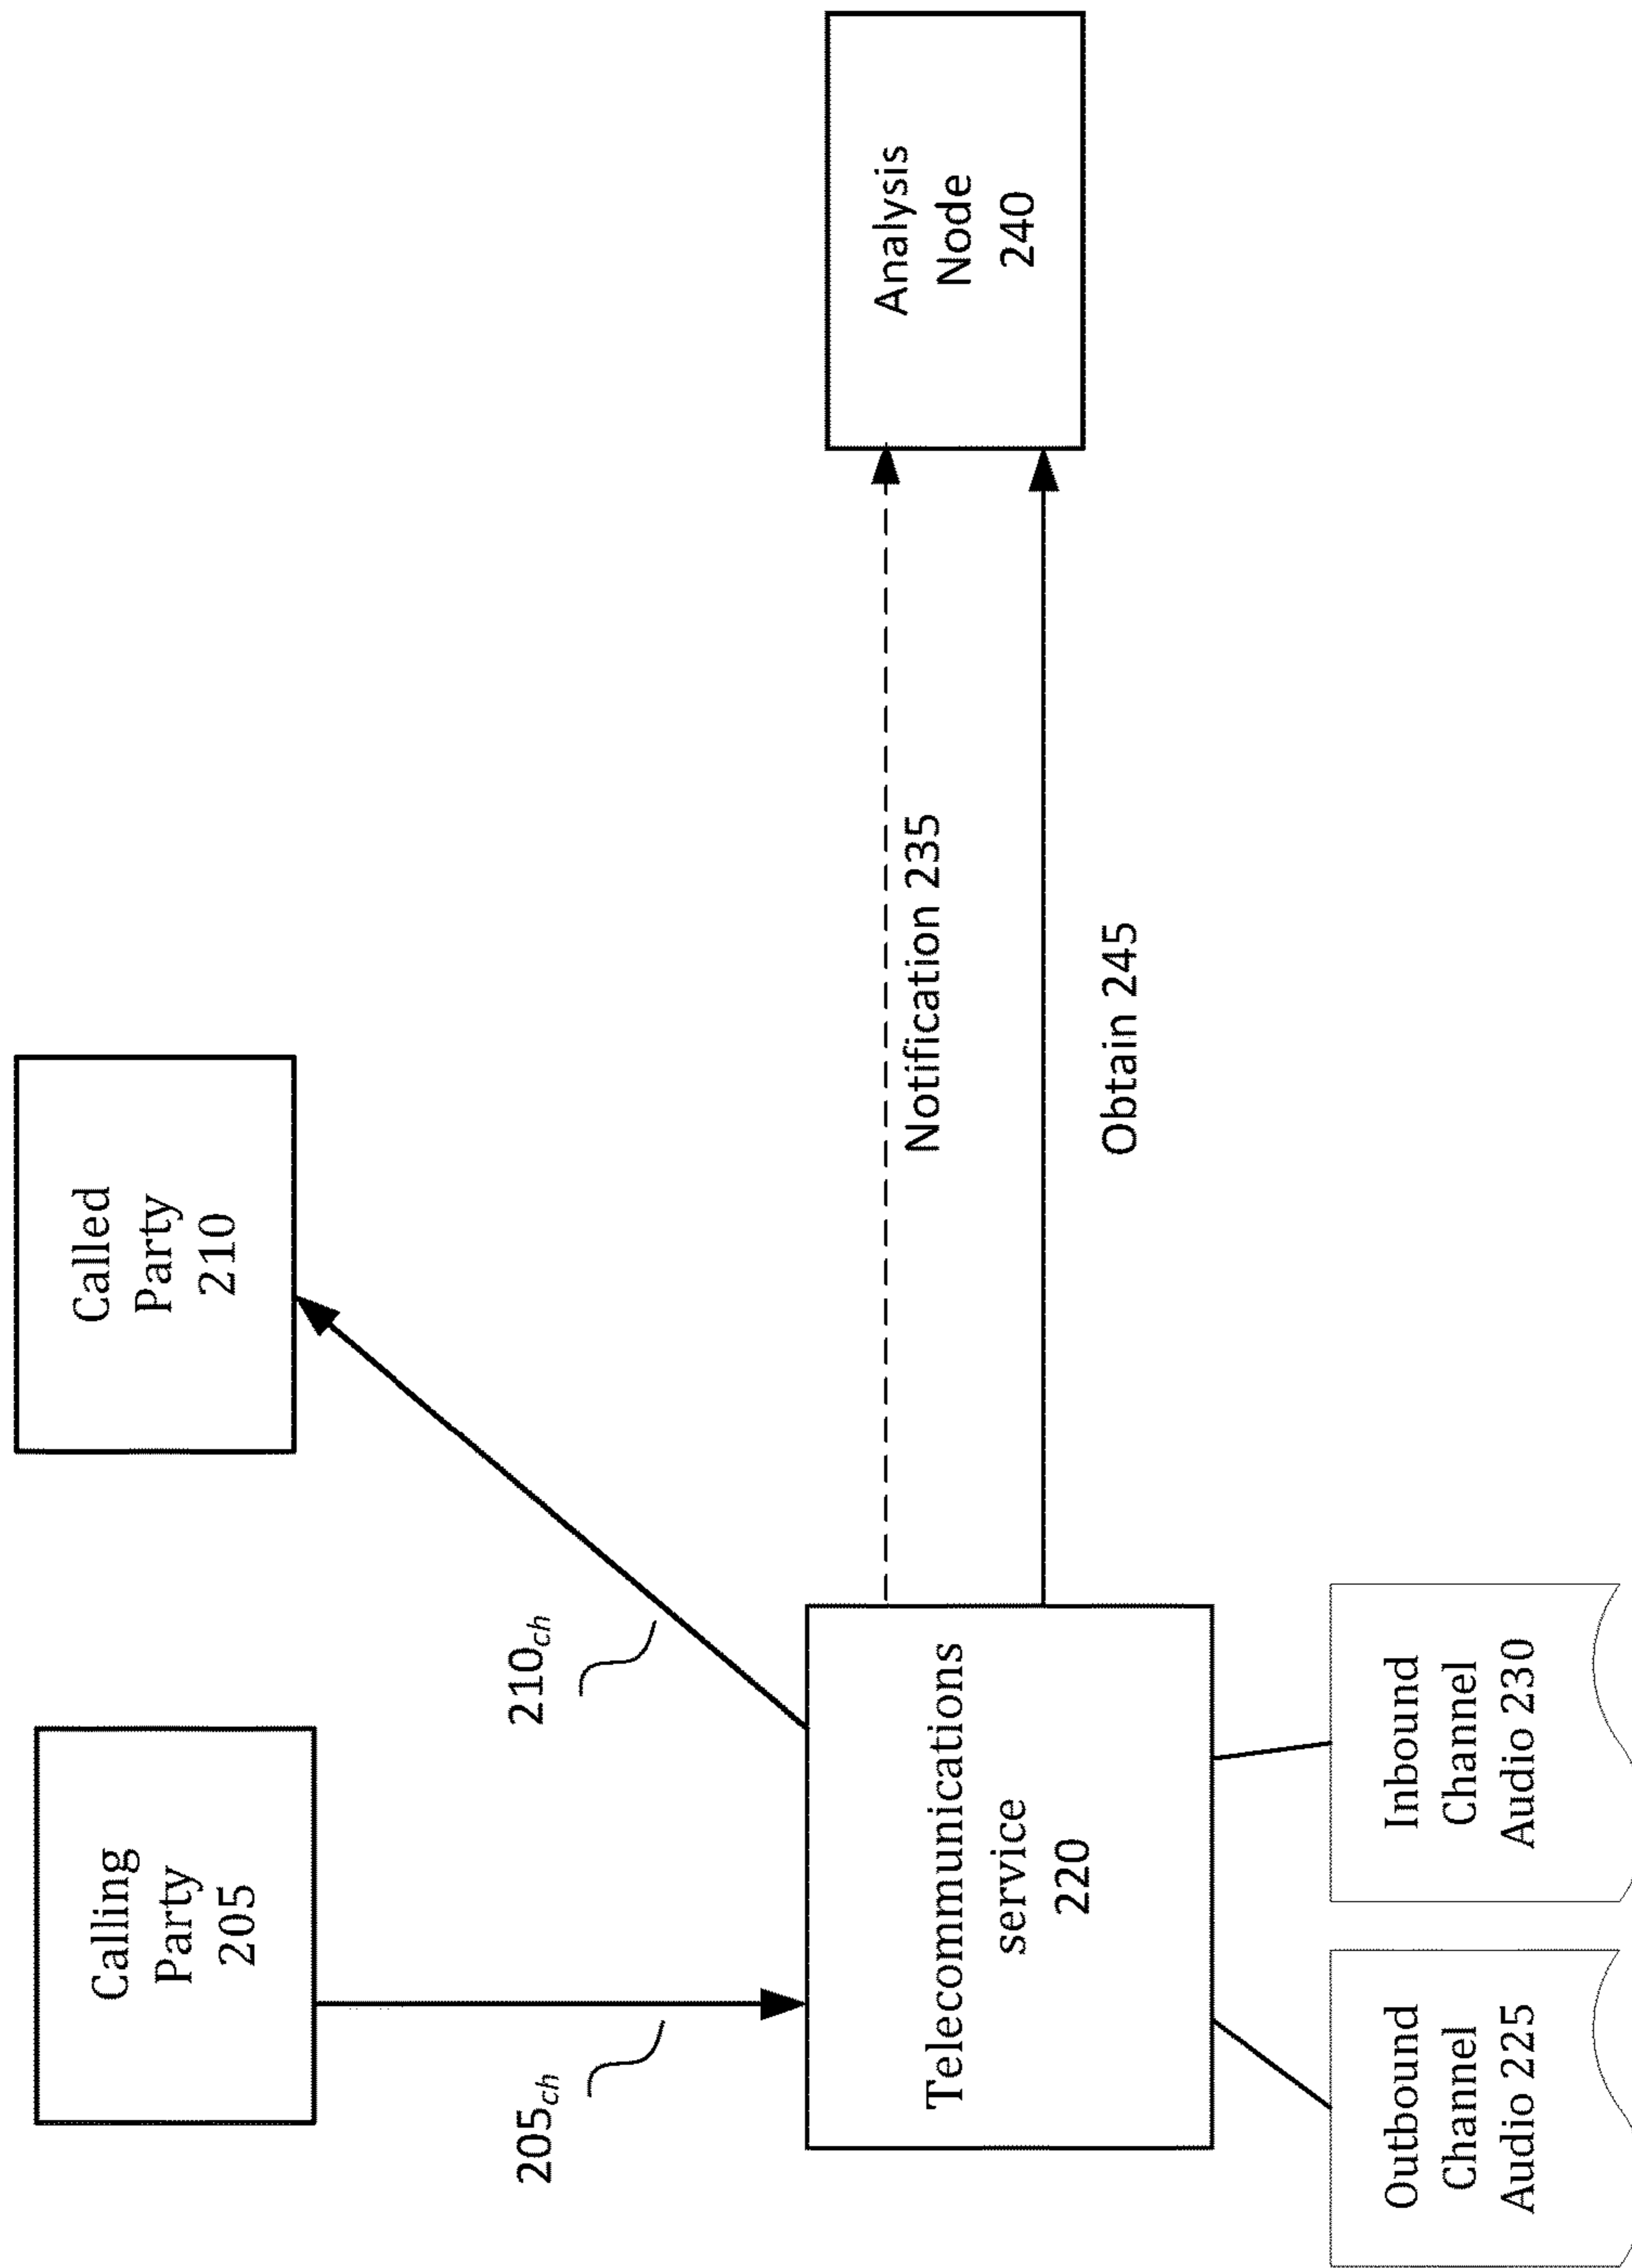 Calling
Party
205
Called
Party
210
205ch
210ch
Telecommunications
service
220
Notification 235
Obtain 245
Analysis
Node
240
Outbound
Channel
Audio 225
Inbound
Channel
Audio 230